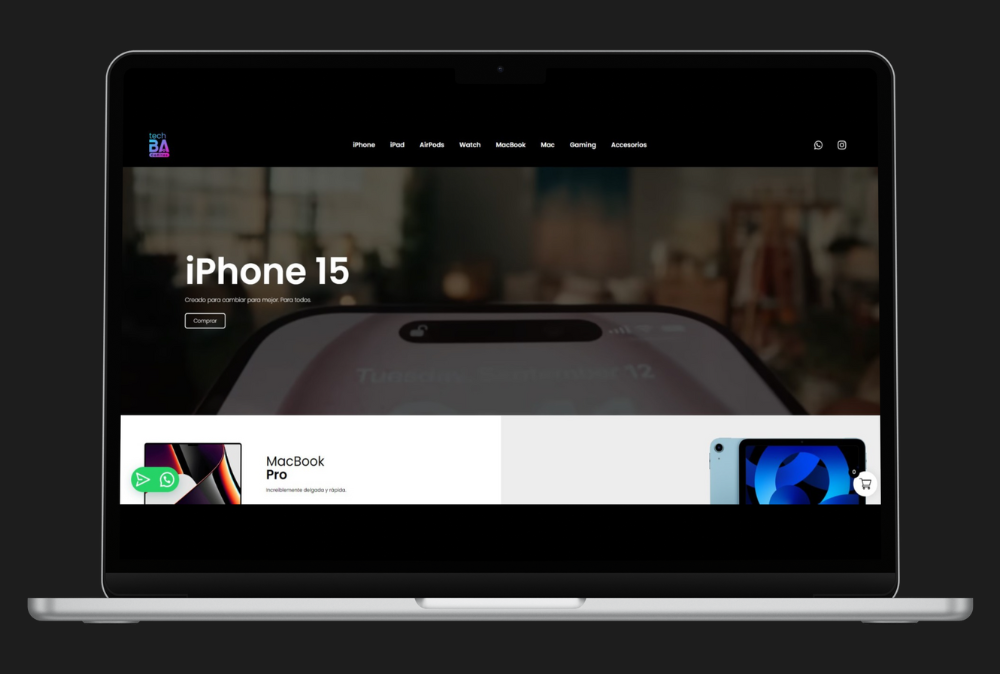 tech
BA
iPhone
iPad
AirPods
Watch
MacBook
Mac
Gaming
Accesorios
iPhone 15
Creado para cambiar para mejor. Para todos.
Comprar
Tuesday, September 12
MacBook
Pro
Increíblemente delgada y rápida.
0